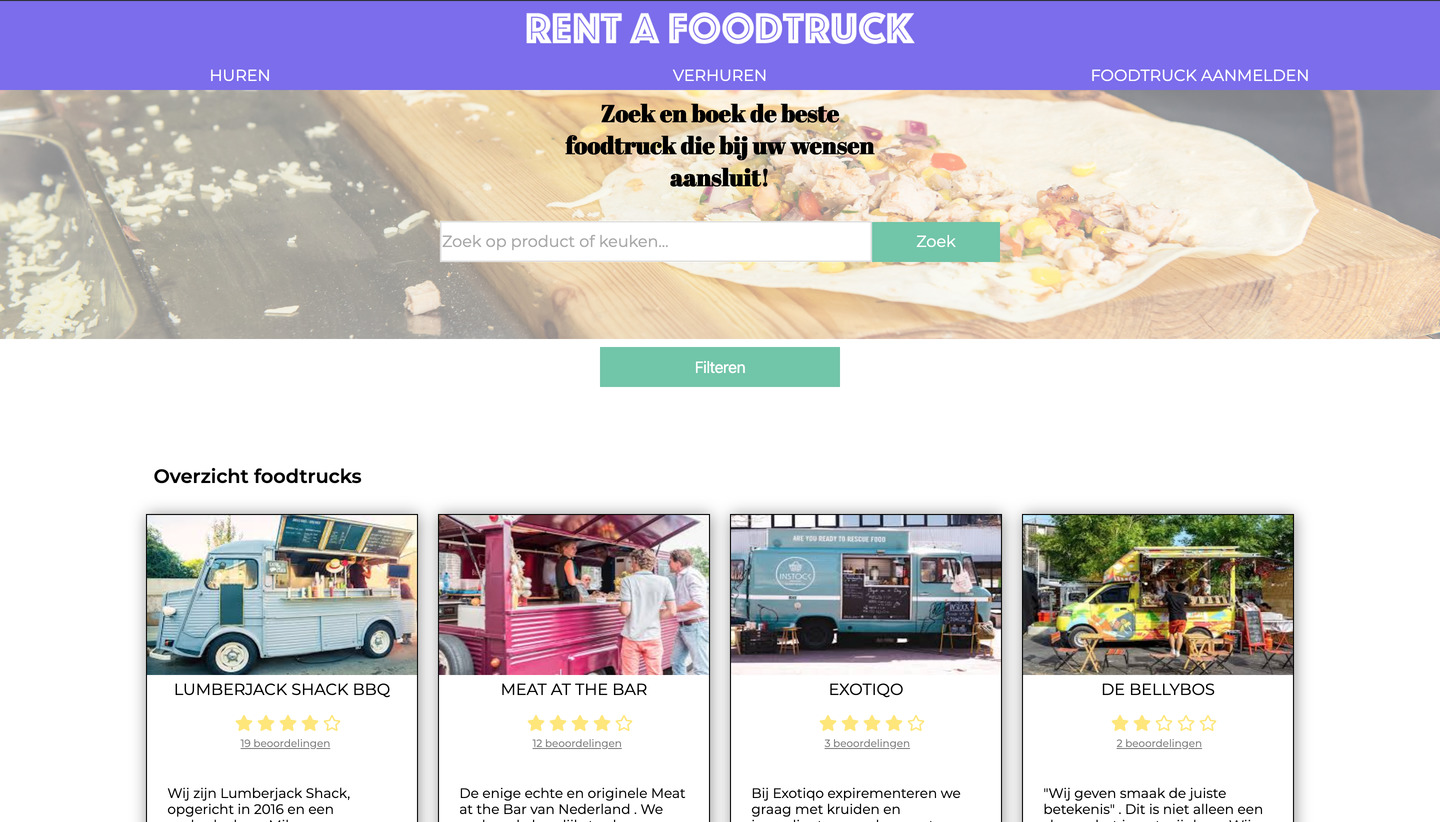 RENT A FOODTRUCK
HUREN
VERHUREN
FOODTRUCK AANMELDEN
Zoek en boek de beste
foodtruck die bij uw wensen
aansluit!
Zoek op product of keuken...
Zoek
Filteren
Overzicht foodtrucks
ARE YOU READY TO RESCUE FOOD
INSTOCK
LUMBERJACK SHACK BBQ
19 beoordelingen
Wij zijn Lumberjack Shack,
opgericht in 2016 en een
MEAT AT THE BAR
12 beoordelingen
De enige echte en originele Meat
at the Bar van Nederland . We
EXOTIQO
3 beoordelingen
Bij Exotiqo expirementeren we
graag met kruiden en
DE BELLYBOS
2 beoordelingen
"Wij geven smaak de juiste
betekenis" . Dit is niet alleen een